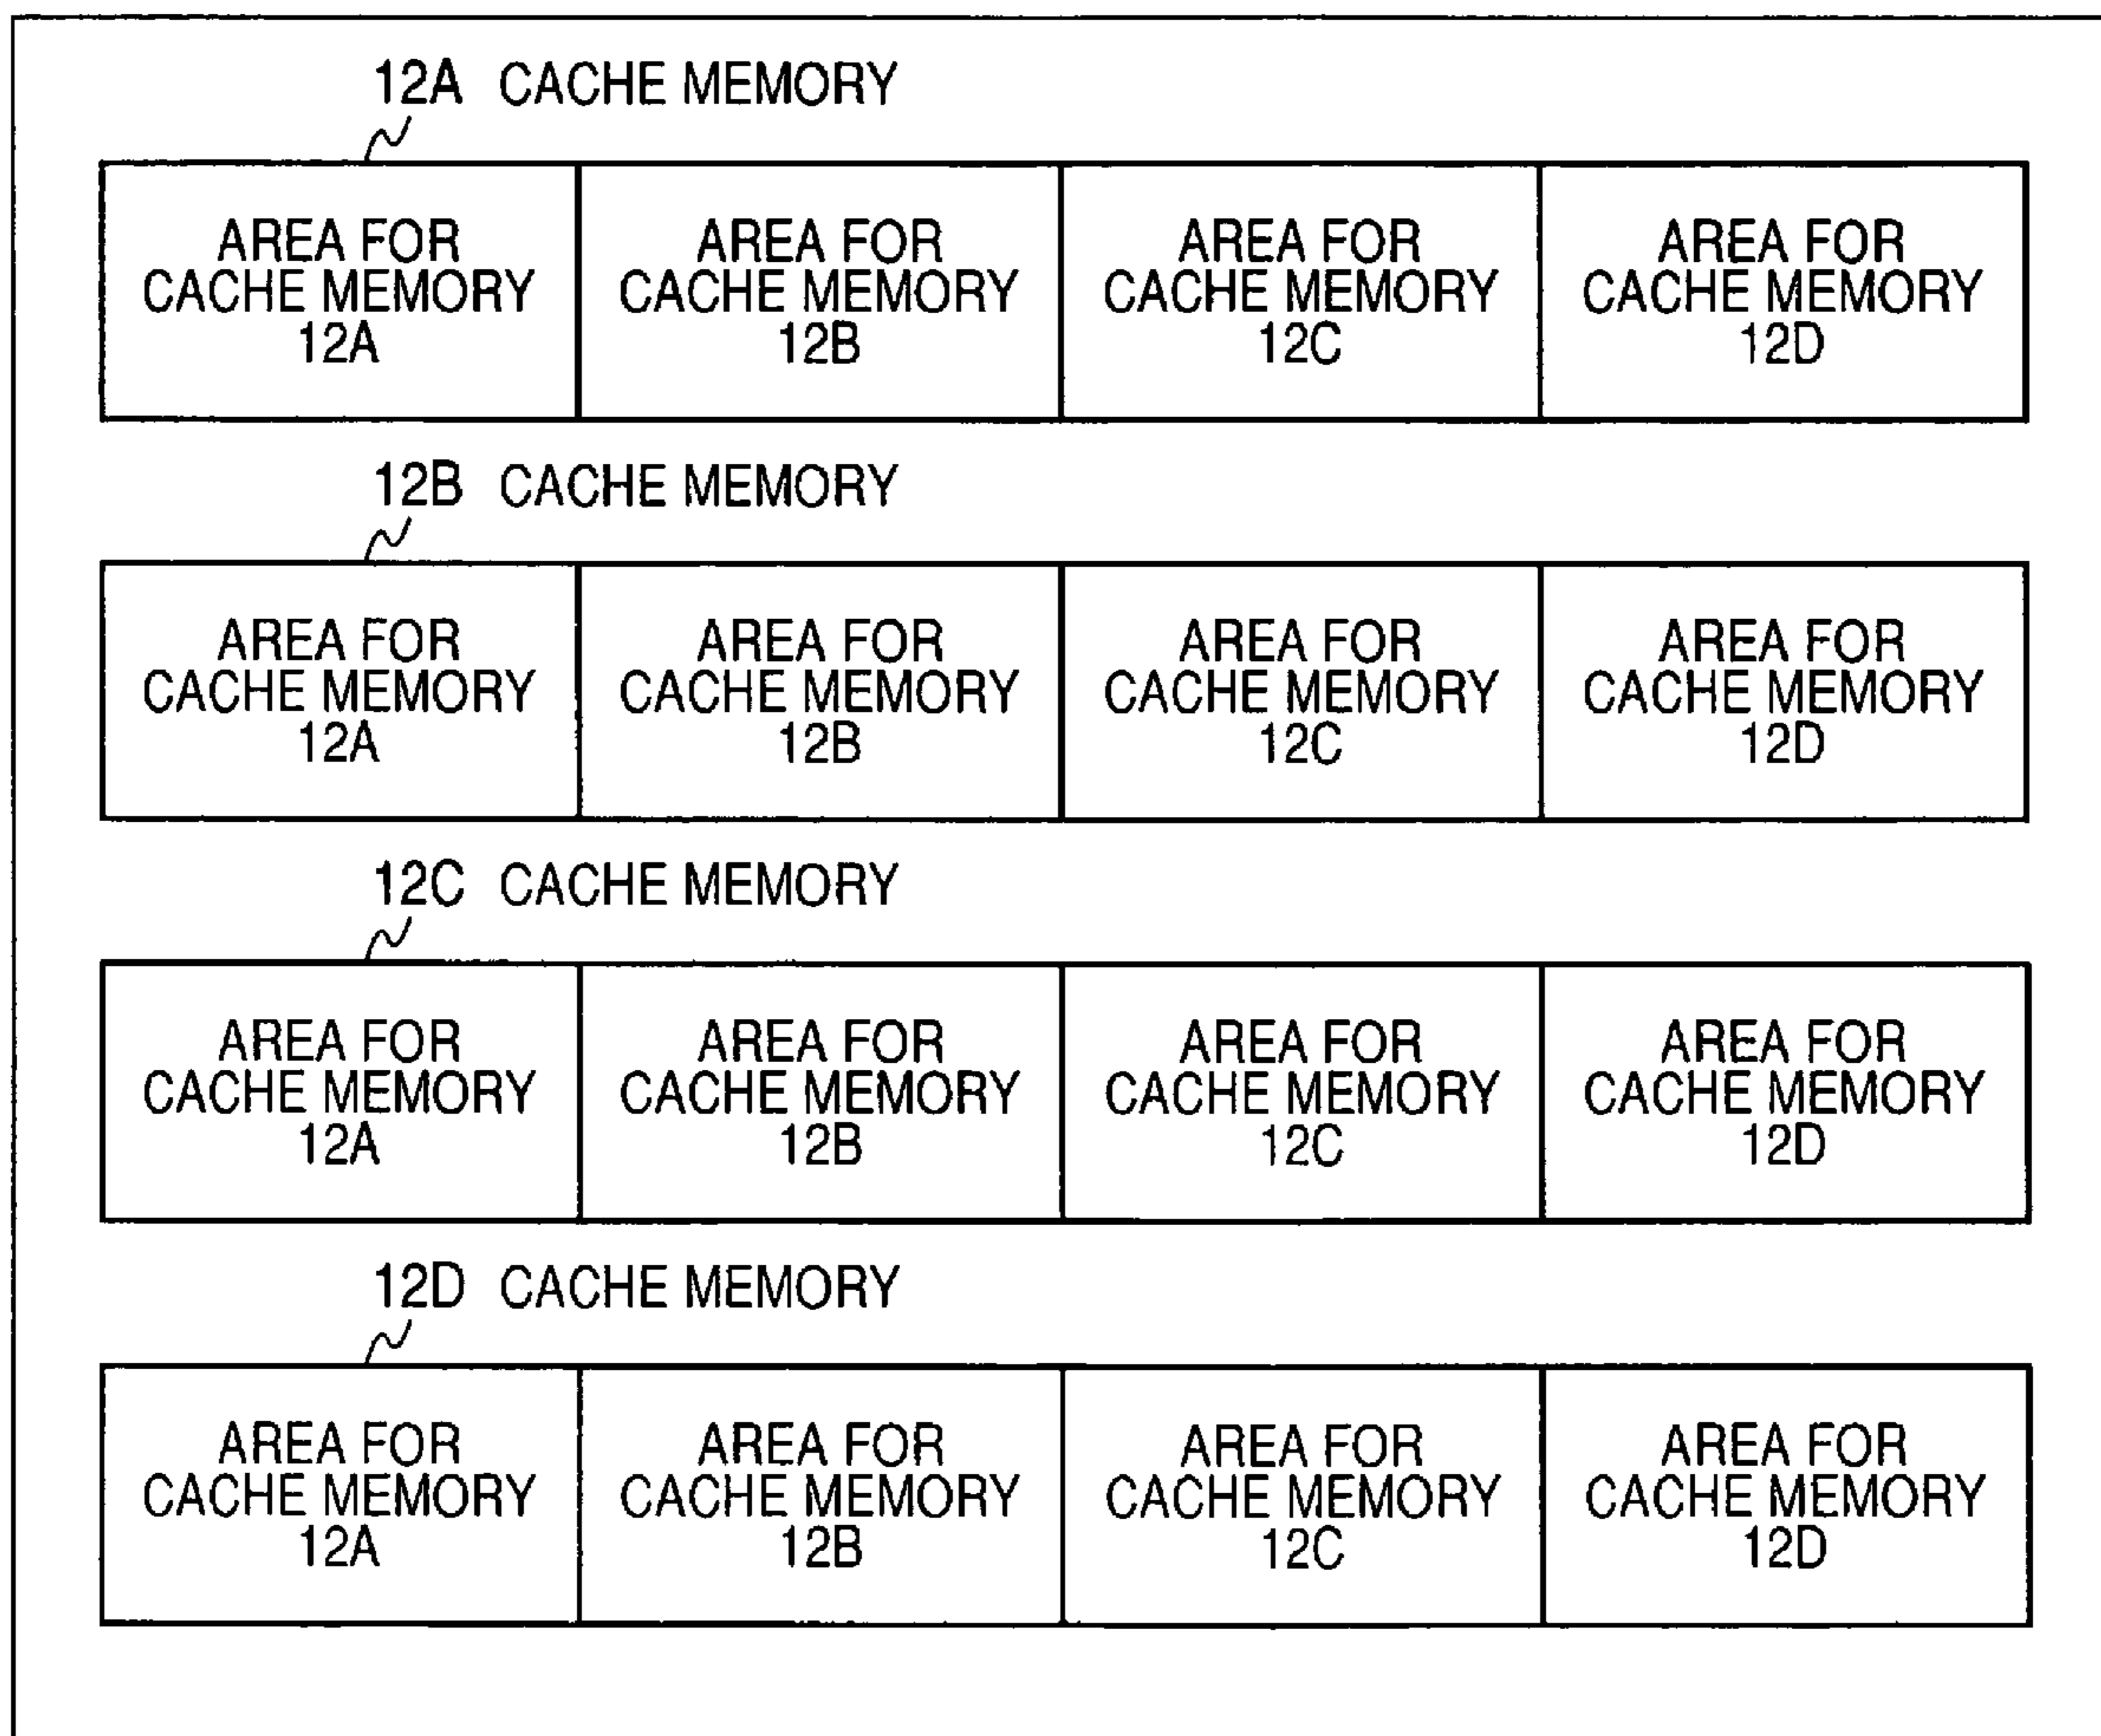 12A CACHE MEMORY
AREA FOR
CACHE MEMORY
12A
AREA FOR
CACHE MEMORY
12B
AREA FOR
CACHE MEMORY
12C
AREA FOR
CACHE MEMORY
12D
12B CACHE MEMORY
AREA FOR
CACHE MEMORY
12A
AREA FOR
CACHE MEMORY
12B
AREA FOR
CACHE MEMORY
12C
AREA FOR
CACHE MEMORY
12D
12C CACHE MEMORY
AREA FOR
CACHE MEMORY
12A
AREA FOR
CACHE MEMORY
12B
AREA FOR
CACHE MEMORY
12C
AREA FOR
CACHE MEMORY
12D
12D CACHE MEMORY
AREA FOR
CACHE MEMORY
12A
AREA FOR
CACHE MEMORY
12B
AREA FOR
CACHE MEMORY
12C
AREA FOR
CACHE MEMORY
12D